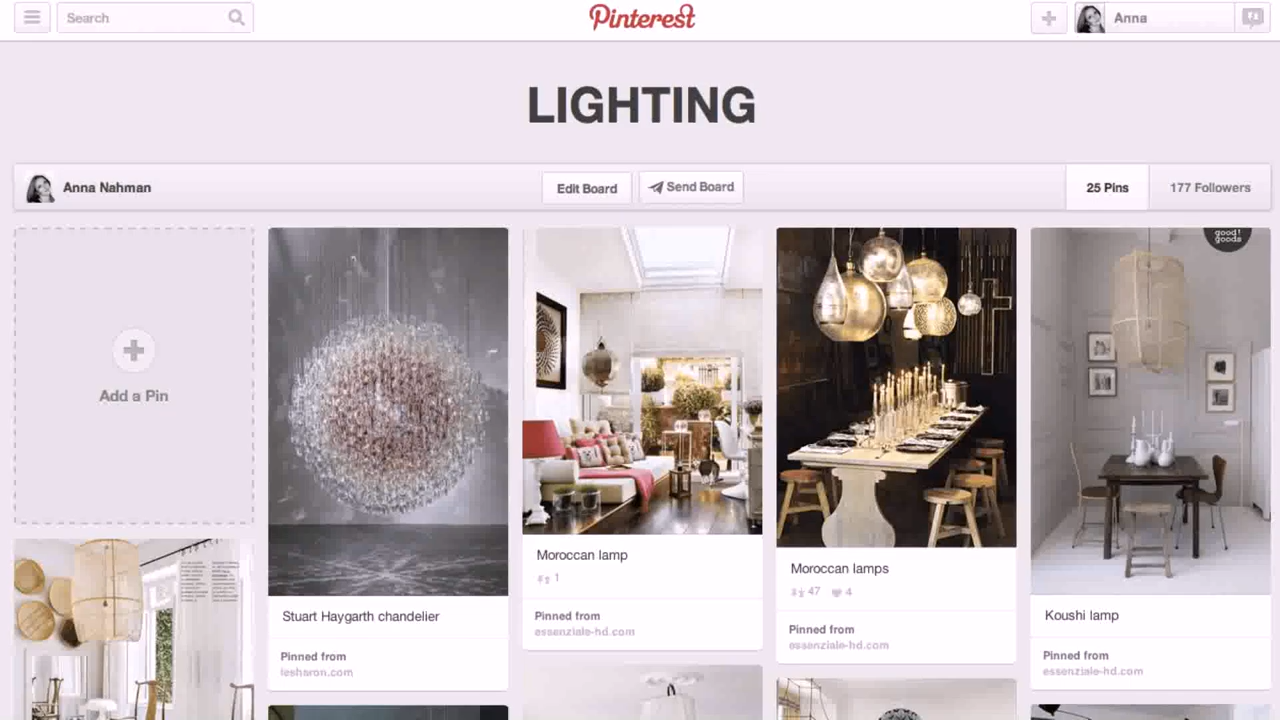 Search
Pinterest
Anna
LIGHTING
Anna Nahman
Edit Board
Send Board
25 Pins
177 Followers
Add a Pin
good!
goods
Stuart Haygarth chandelier
Pinned from
lesharon.com
Moroccan lamp
1
Pinned from
essenziale-hd.com
Moroccan lamps
47 4
Pinned from
essenziale-hd.com
Koushi lamp
Pinned from
essenziale-hd.com